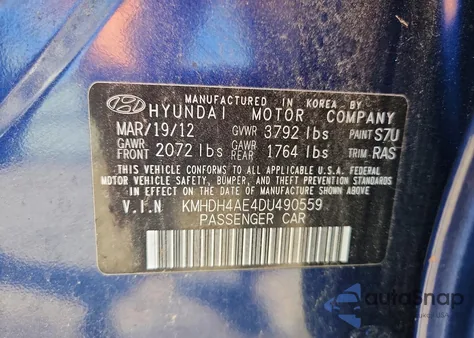 MANUFACTURED IN KOREA BY
HYUNDAI MOTOR COMPANY
MAR/19/12 GVWR 3792 lbs PAINT S7U
GAWR FRONT 2072 lbs GAWR REAR 1764 lbs TRIM RAS
THIS VEHICLE CONFORMS TO ALL APPLICABLE U.S.A. FEDERAL
MOTOR VEHICLE SAFETY, BUMPER, AND THEFT PREVENTION
STANDARDS IN EFFECT ON THE DATE OF MANUFACTURE SHOWN ABOVE.
V.I.N KMHDH4AE4DU490559
PASSENGER CAR
autoSnap